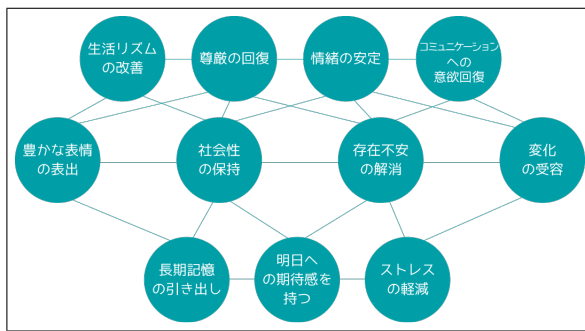 生活リズム
の改善
尊厳の回復
情緒の安定
コミュニケーション
への
意欲回復
豊かな表情
の表出
社会性
の保持
存在不安
の解消
変化
の受容
長期記憶
の引き出し
明日へ
の期待感を
持つ
ストレス
の軽減